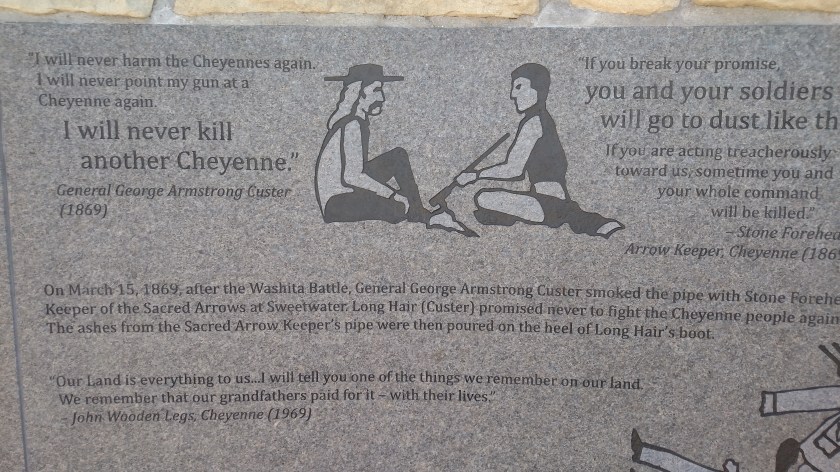 "I will never harm the Cheyennes again.
I will never point my gun at a
Cheyenne again.
I will never kill
another Cheyenne."
General George Armstrong Custer
(1869)
"If you break your promise,
you and your soldiers
will go to dust like
If you are acting treacherously
toward us, sometime you and
your whole command
will be killed."
– Stone
Arrow Keeper, Cheyenne
On March 15, 1869, after the Washita Battle, General George Armstrong Custer smoked the pipe with Stone
Keeper of the Sacred Arrows at Sweetwater. Long Hair (Custer) promised never to fight the Cheyenne people again
The ashes from the Sacred Arrow Keeper's pipe were then poured on the heel of Long Hair's boot.
"Our Land is everything to us...I will tell you one of the things we remember on our land.
We remember that our grandfathers paid for it – with their lives."
– John Wooden Legs, Cheyenne (1969)